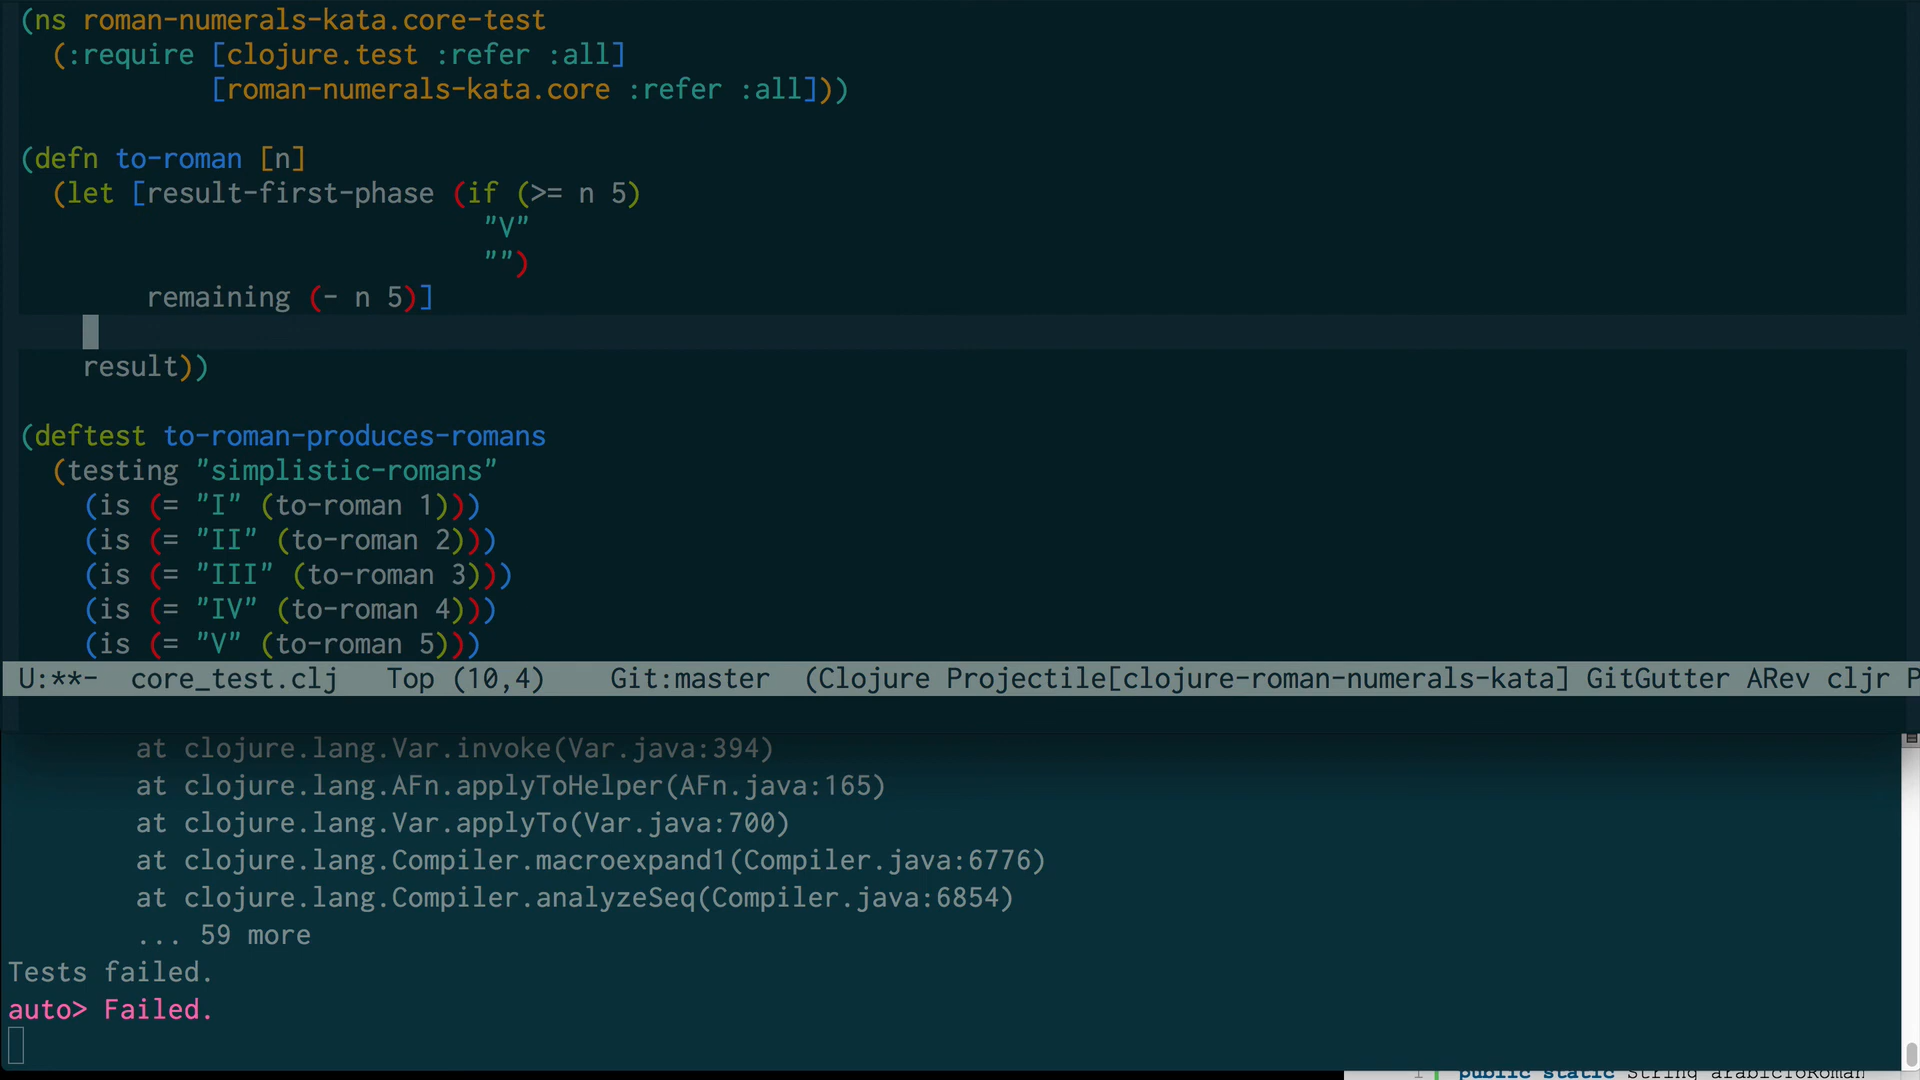 (ns roman-numerals-kata.core-test
  (:require [clojure.test :refer :all]
            [roman-numerals-kata.core :refer :all]))
(defn to-roman [n]
  (let [result-first-phase (if (>= n 5)
                             "V"
                             "")
        remaining (- n 5)]
    result))
(deftest to-roman-produces-romans
  (testing "simplistic-romans"
    (is (= "I" (to-roman 1)))
    (is (= "II" (to-roman 2)))
    (is (= "III" (to-roman 3)))
    (is (= "IV" (to-roman 4)))
    (is (= "V" (to-roman 5)))
U:**-  core_test.clj   Top (10,4)    Git:master  (Clojure Projectile[clojure-roman-numerals-kata] GitGutter ARev cljr P
        at clojure.lang.Var.invoke(Var.java:394)
        at clojure.lang.AFn.applyToHelper(AFn.java:165)
        at clojure.lang.Var.applyTo(Var.java:700)
        at clojure.lang.Compiler.macroexpand1(Compiler.java:6776)
        at clojure.lang.Compiler.analyzeSeq(Compiler.java:6854)
        ... 59 more
Tests failed.
auto> Failed.
1 public static String arabicToRoman